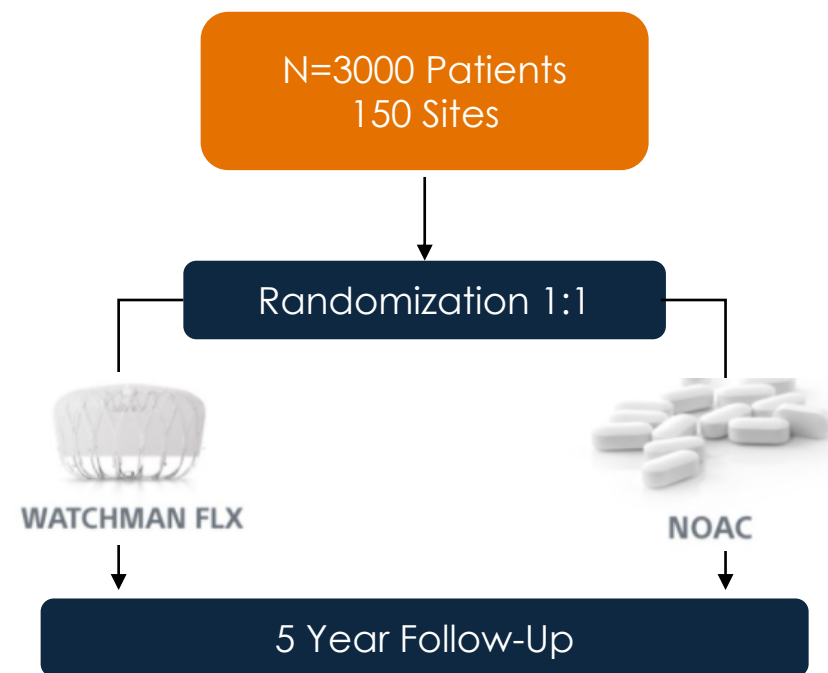 N=3000 Patients
150 Sites
Randomization 1:1
WATCHMAN FLX
NOAC
5 Year Follow-Up